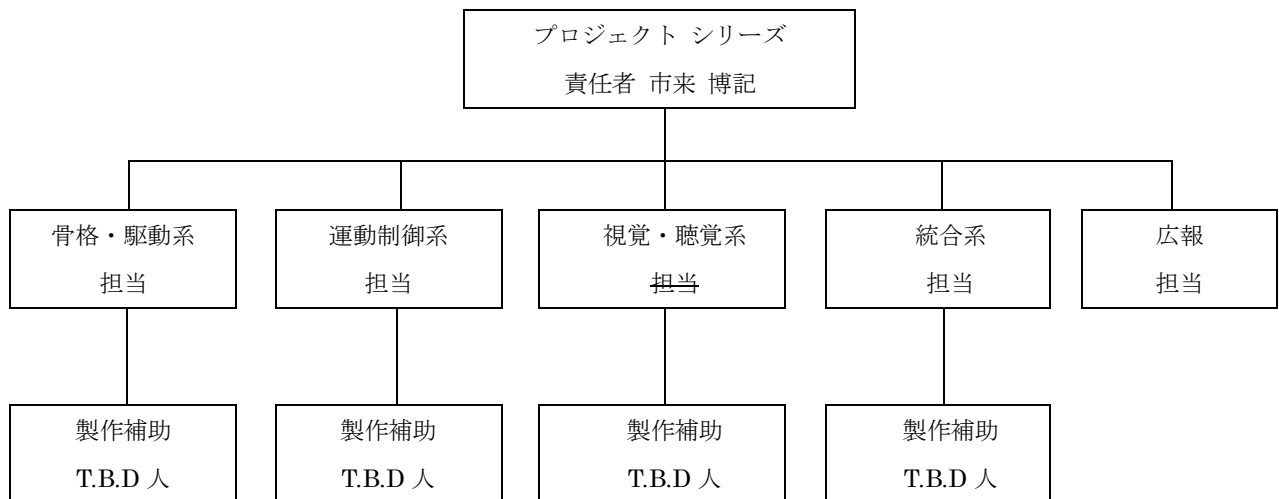 プロジェクト シリーズ
責任者 市来 博記
骨格・駆動系
担当
運動制御系
担当
視覚・聴覚系
担当
統合系
担当
広報
担当
製作補助
T.B.D 人
製作補助
T.B.D 人
製作補助
T.B.D 人
製作補助
T.B.D 人